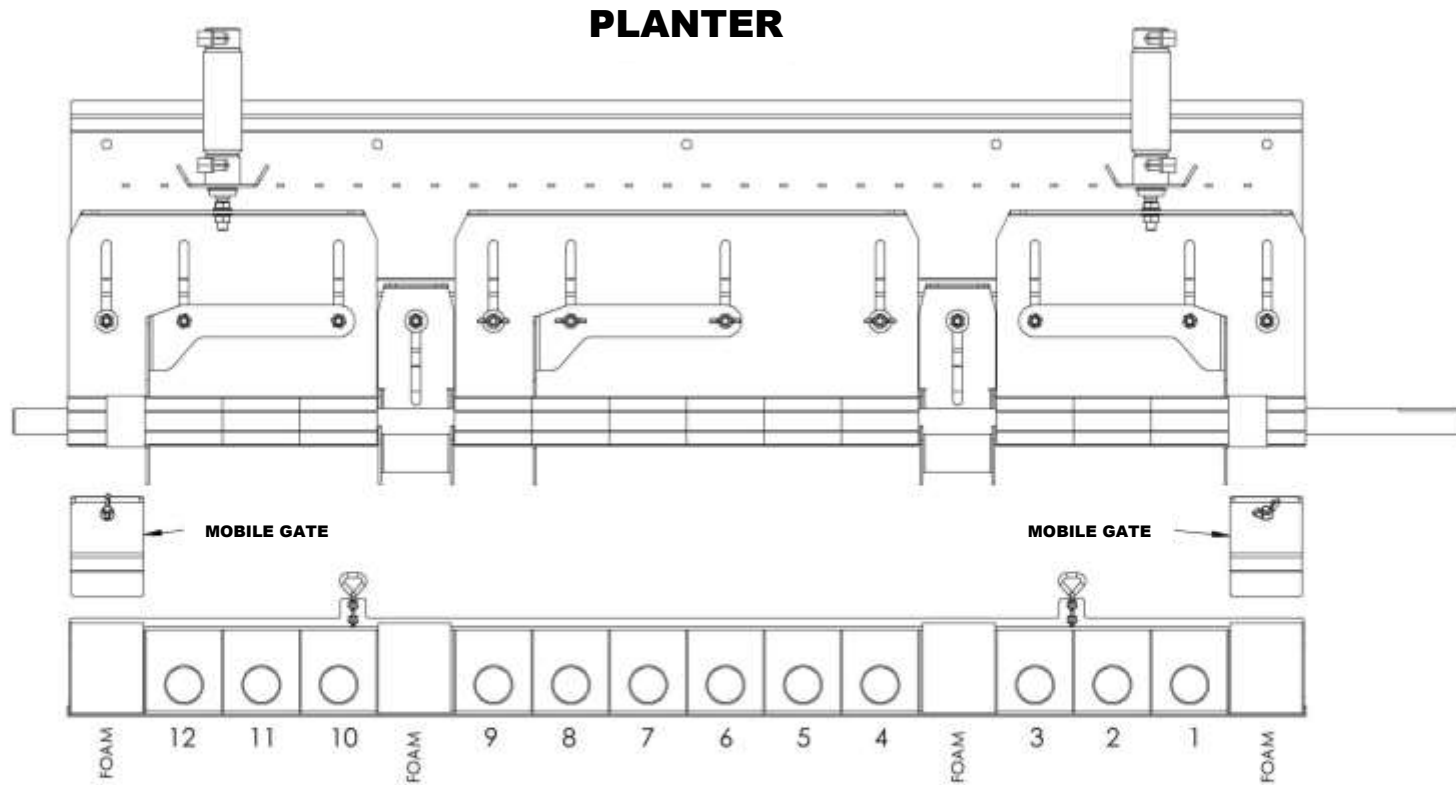 PLANTER
MOBILE GATE MOBILE GATE
FOAM 12 11 10 FOAM 9 8 7 6 5 4 FOAM 3 2 1 FOAM